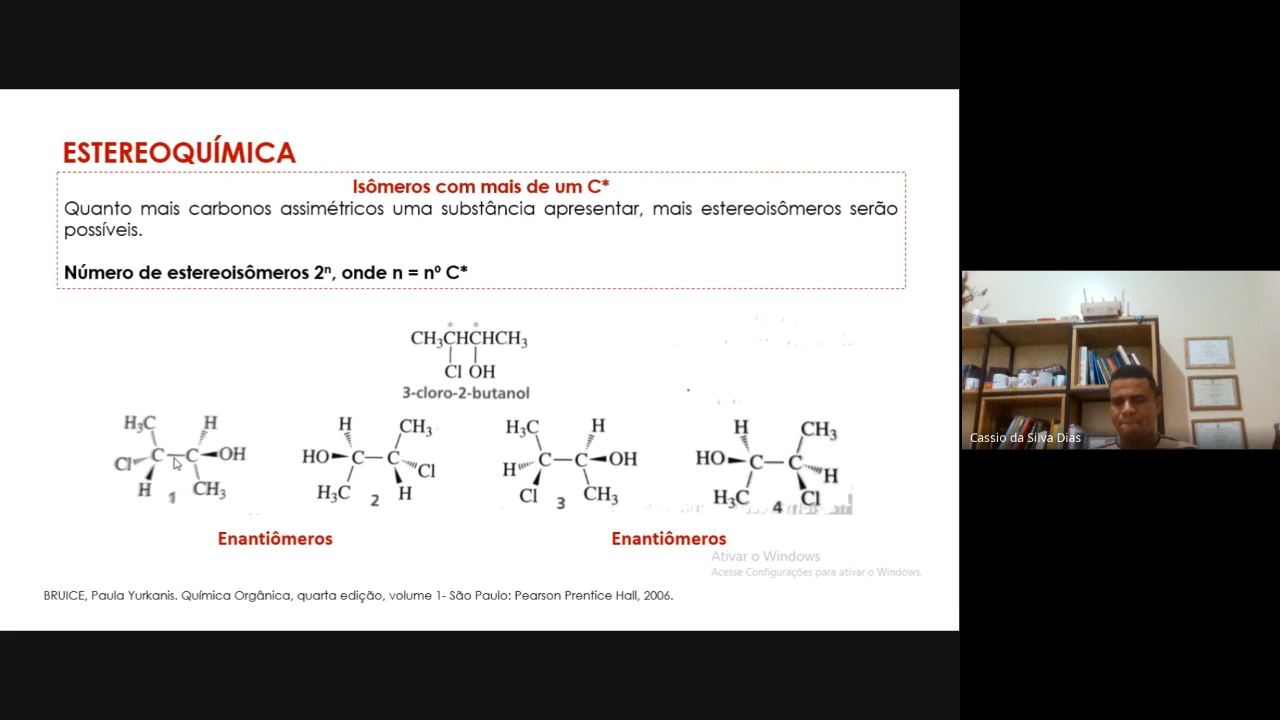 ESTEREOQUÍMICA
Isômeros com mais de um C*
Quanto mais carbonos assimétricos uma substância apresentar, mais estereoisômeros serão
possíveis.
Número de estereoisômeros 2ⁿ, onde n = nº C*
* *
CH₃CHCHCH₃
Cl OH
3-cloro-2-butanol
H₃C H
Cl C C OH
H CH₃
1
H CH₃
HO C C Cl
H₃C H
2
H₃C H
H C C OH
Cl CH₃
3
H CH₃
HO C C H
H₃C Cl
4
Enantiômeros
Enantiômeros
Ativar o Windows
Acesse Configurações para ativar o Windows.
BRUICE, Paula Yurkanis. Química Orgânica, quarta edição, volume 1- São Paulo: Pearson Prentice Hall, 2006.
Cassio da Silva Dias